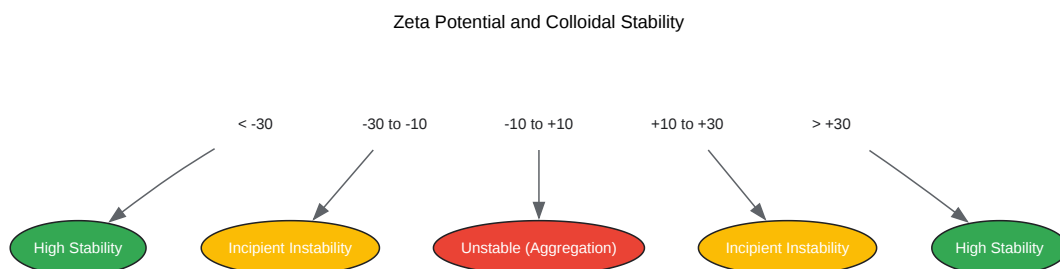 Zeta Potential and Colloidal Stability
< -30
-30 to -10
-10 to +10
+10 to +30
> +30
High Stability
Incipient Instability
Unstable (Aggregation)
Incipient Instability
High Stability